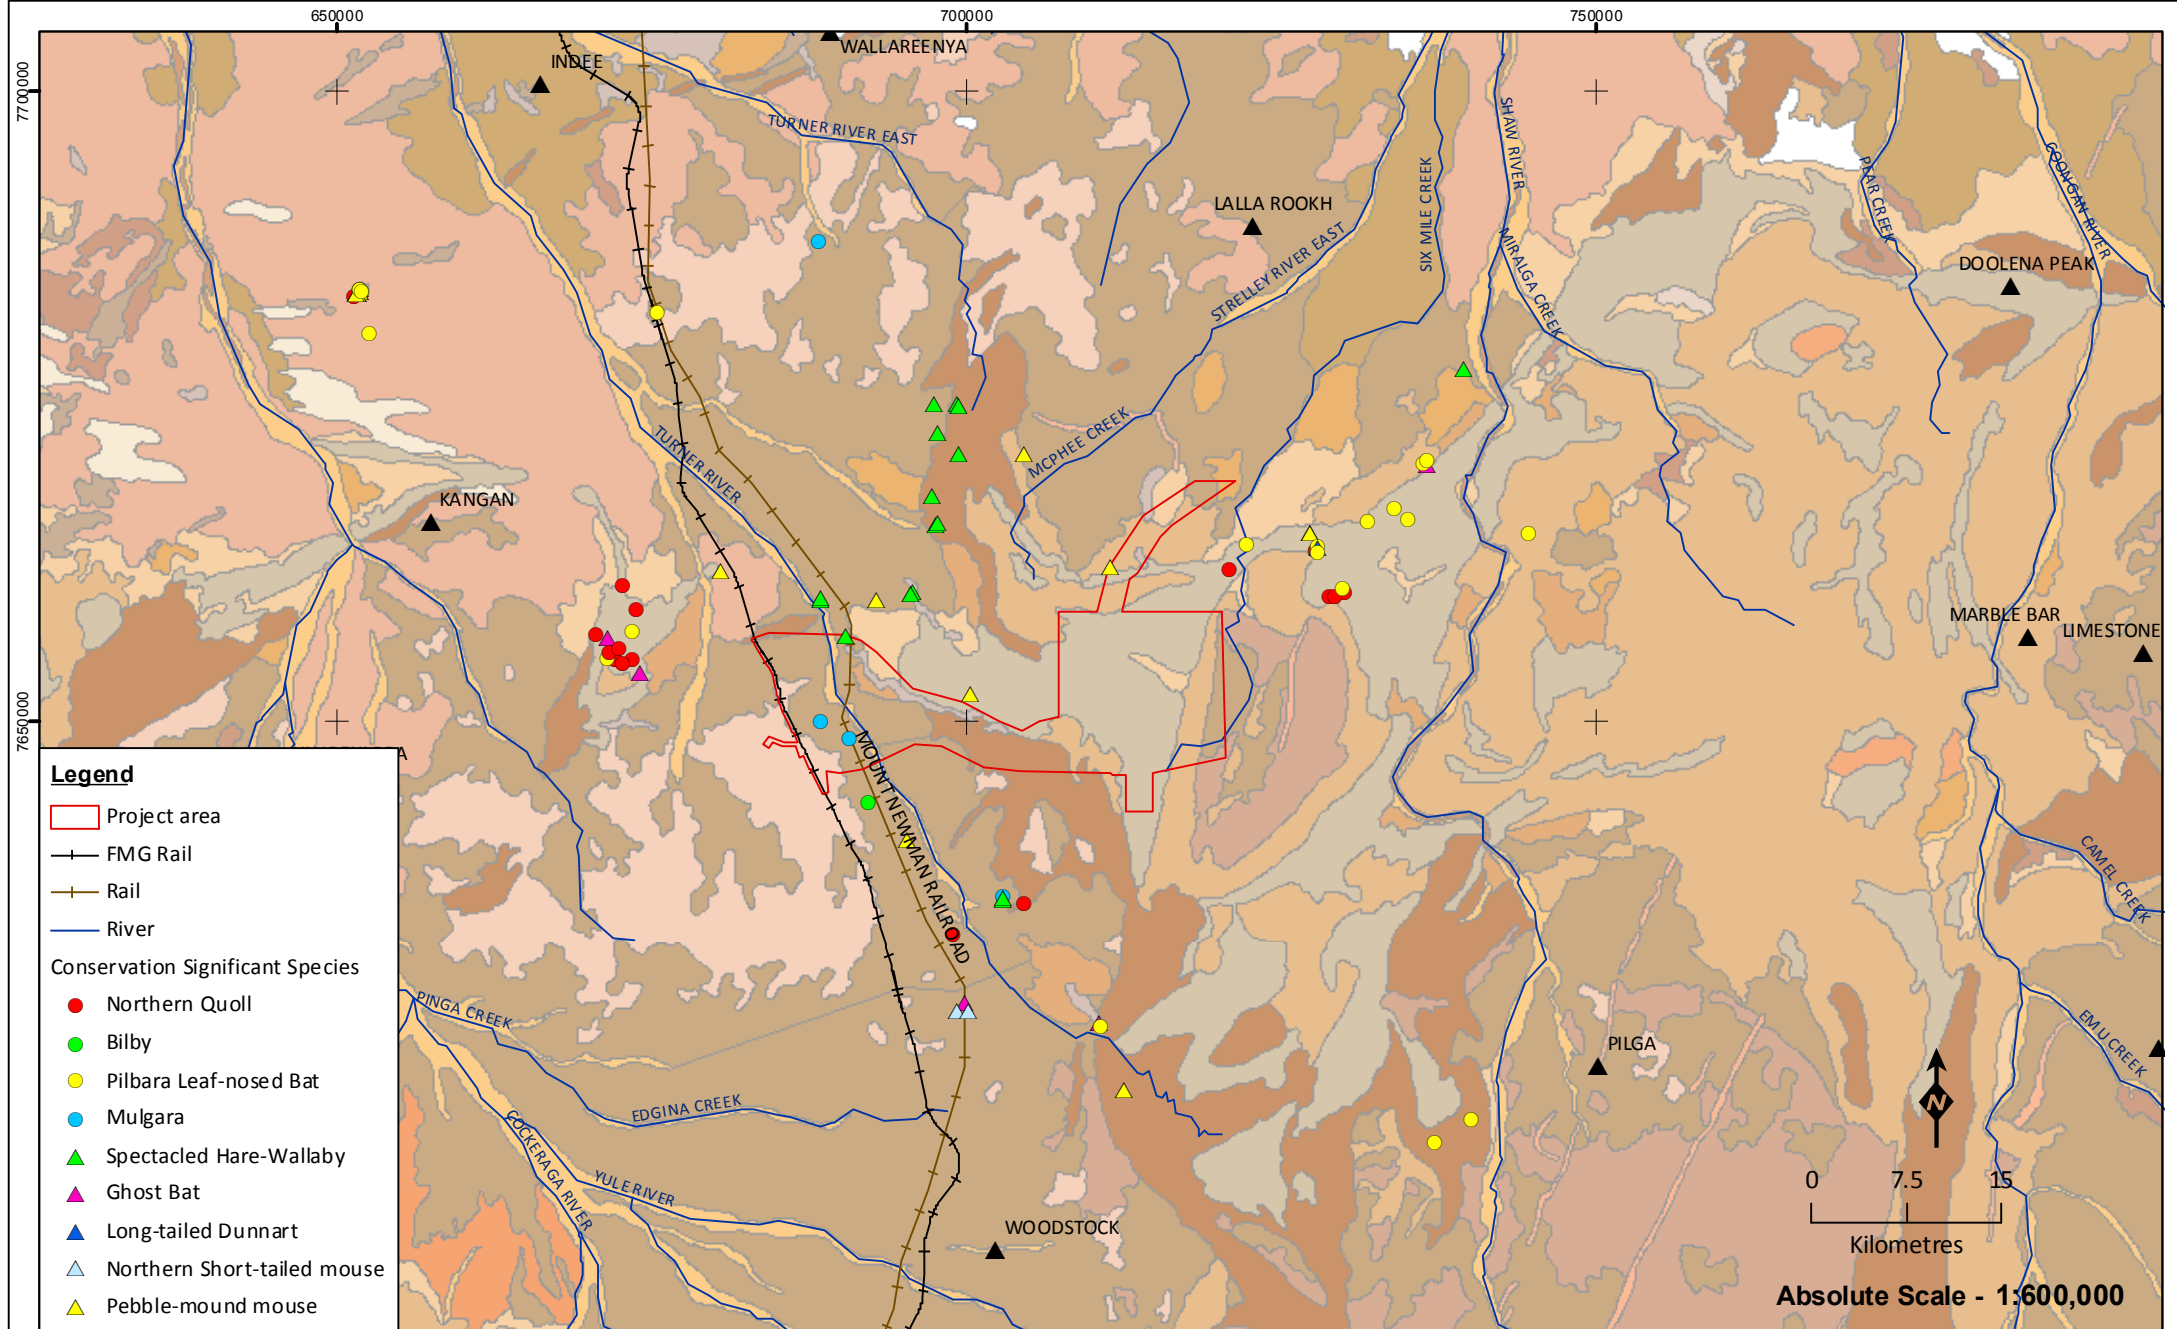 650000
700000
750000
7700000
7650000
WALLAREENYA
INDEE
TURNER RIVER EAST
LALLA ROOKH
STRELLEY RIVER EAST
SIX MILE CREEK
SHAW RIVER
MIRALGA CREEK
PEAR CREEK
COONGAN RIVER
DOOLENA PEAK
MCPHEE CREEK
TURNER RIVER
KANGAN
MARBLE BAR
LIMESTONE
MOUNT NEWMAN RAILROAD
CAMEL CREEK
EMU CREEK
PILGA
PINGA CREEK
EDGINA CREEK
COCKERAGA RIVER
YULE RIVER
WOODSTOCK
Legend
Project area
FMG Rail
Rail
River
Conservation Significant Species
Northern Quoll
Bilby
Pilbara Leaf-nosed Bat
Mulgara
Spectacled Hare-Wallaby
Ghost Bat
Long-tailed Dunnart
Northern Short-tailed mouse
Pebble-mound mouse
N
0 7.5 15
Kilometres
Absolute Scale - 1:600,000